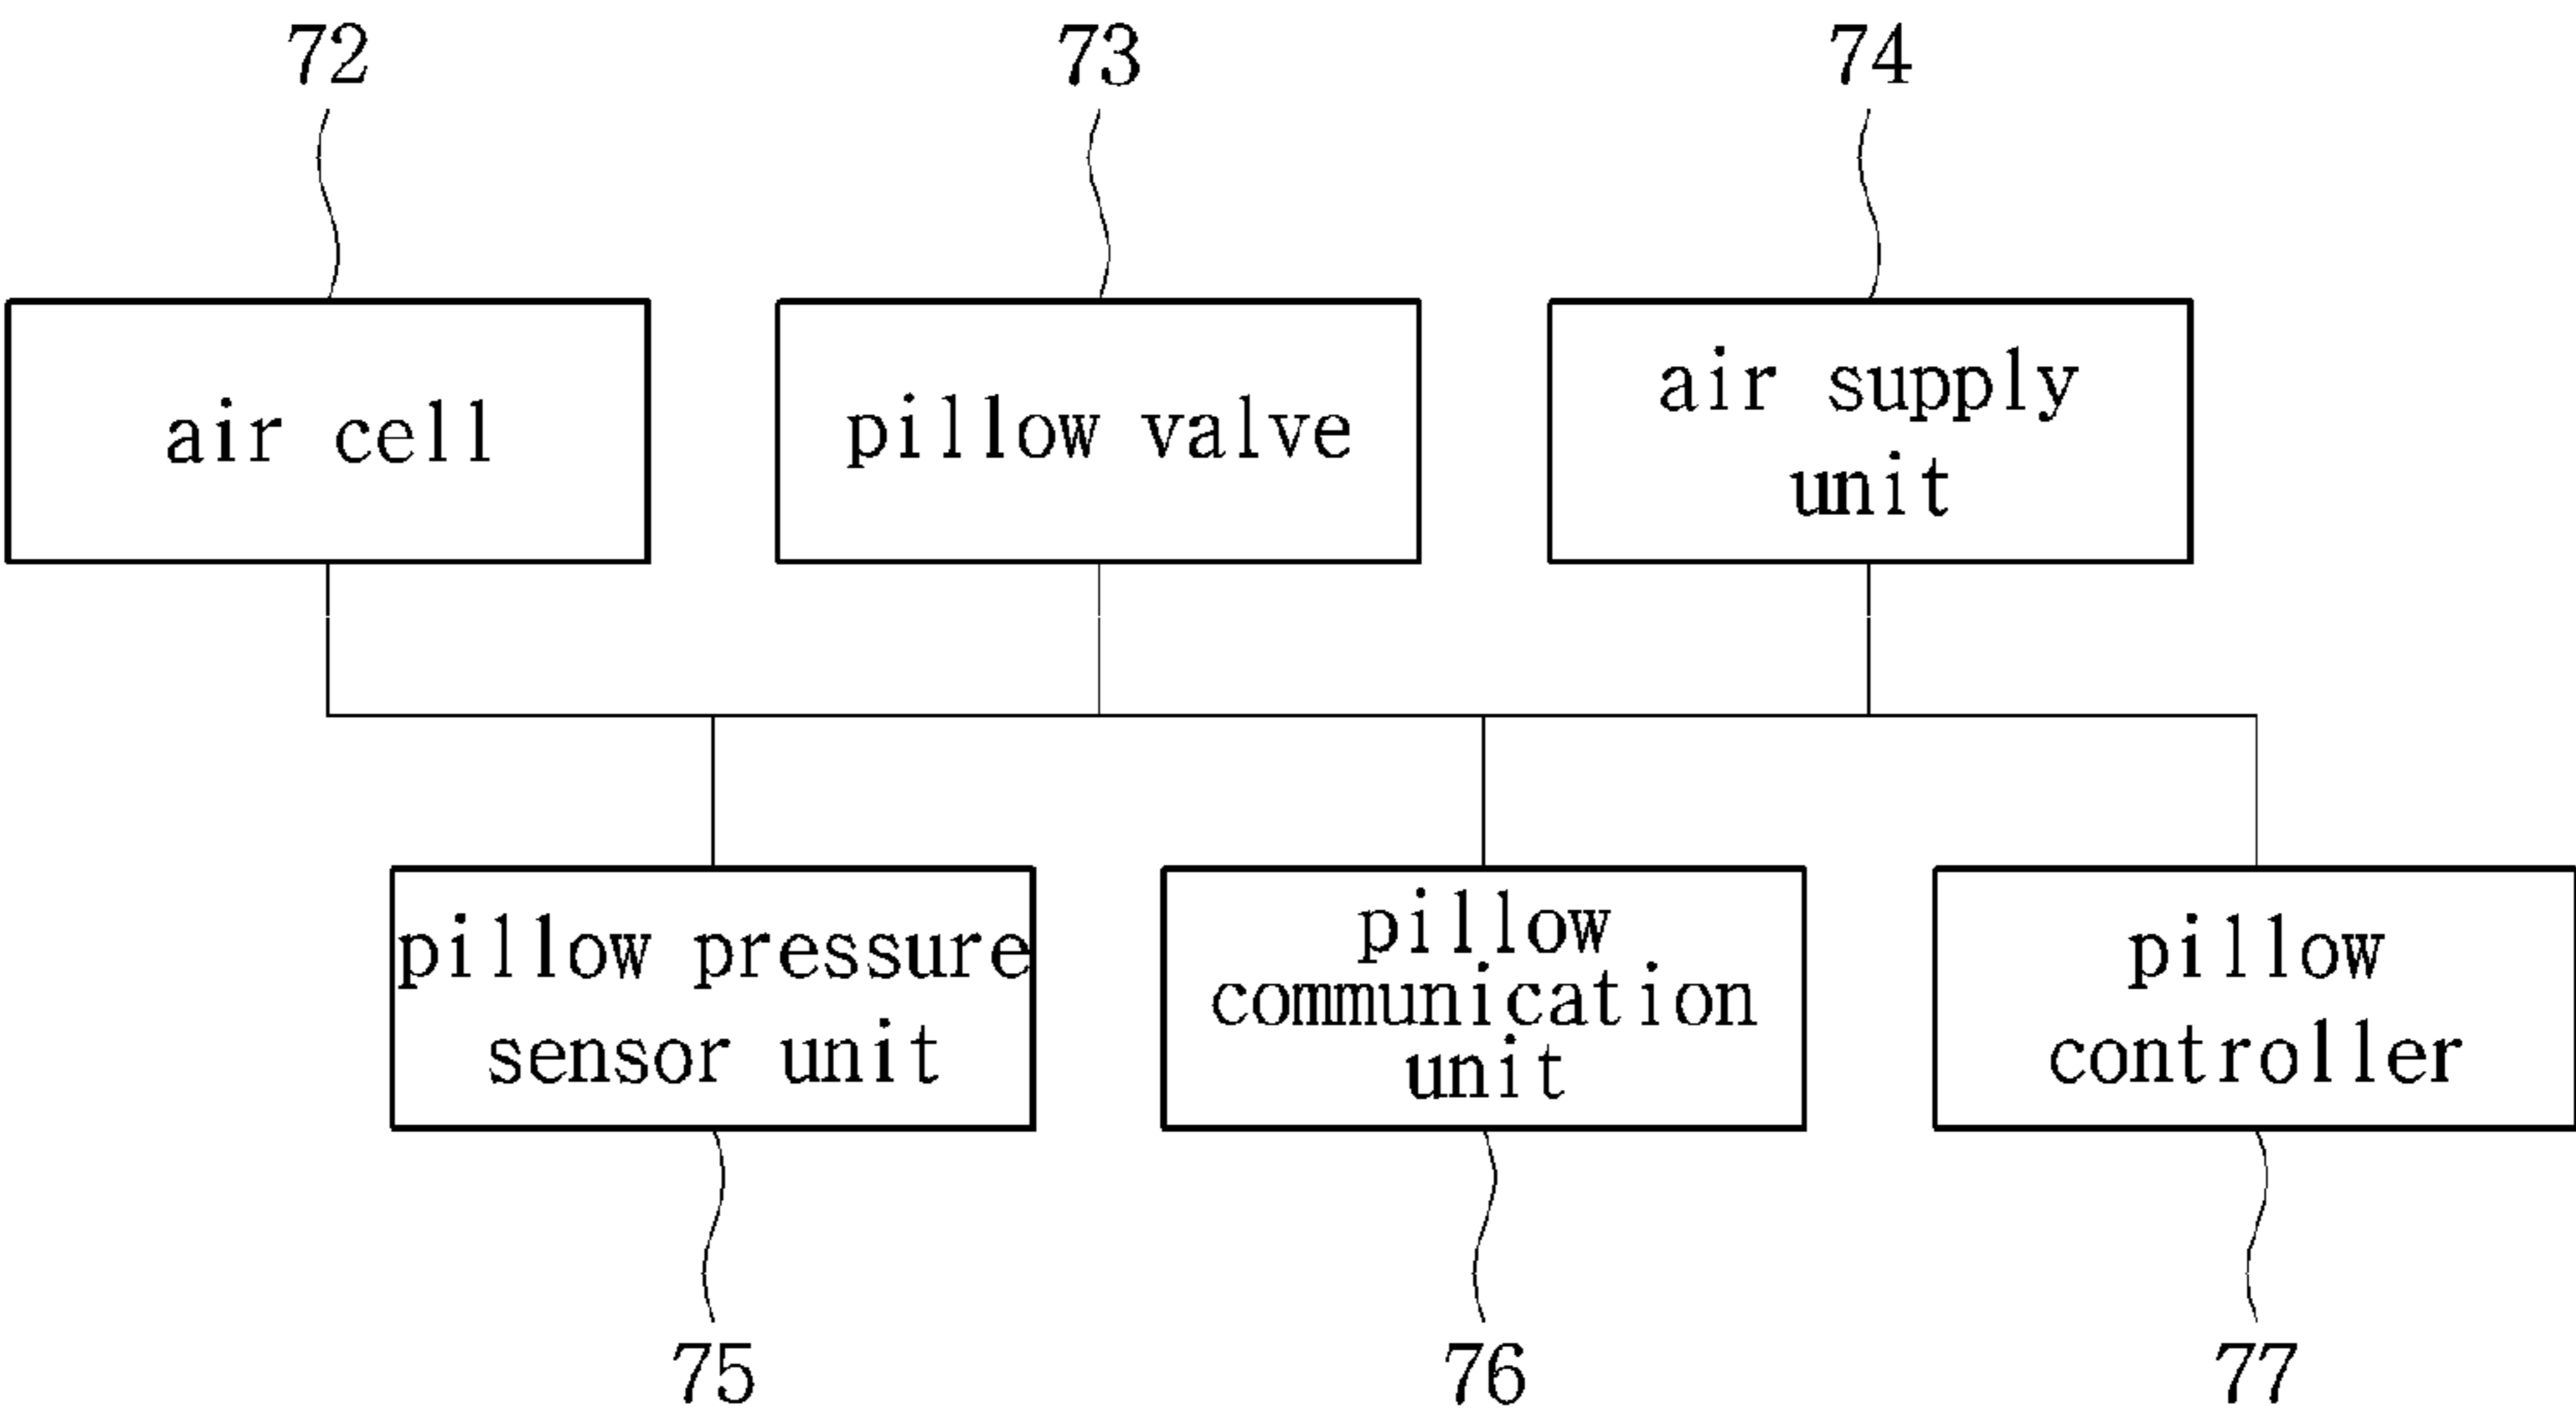 72
73
74
air cell
pillow valve
air supply
unit
pillow pressure
sensor unit
pillow
communication
unit
pillow
controller
75
76
77